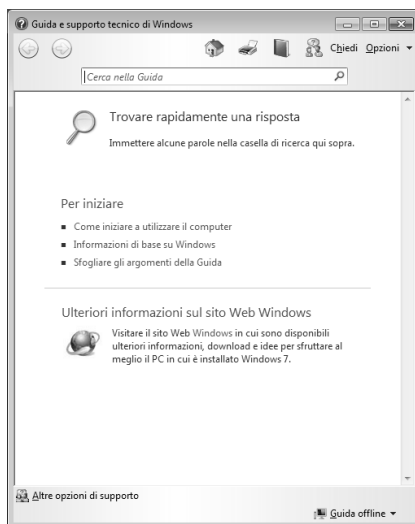 Guida e supporto tecnico di Windows
Chiedi Opzioni
Cerca nella Guida
Trovare rapidamente una risposta
Immettere alcune parole nella casella di ricerca qui sopra.
Per iniziare
Come iniziare a utilizzare il computer
Informazioni di base su Windows
Sfogliare gli argomenti della Guida
Ulteriori informazioni sul sito Web Windows
Visitare il sito Web Windows in cui sono disponibili
ulteriori informazioni, download e idee per sfruttare al
meglio il PC in cui è installato Windows 7.
Altre opzioni di supporto
Guida offline